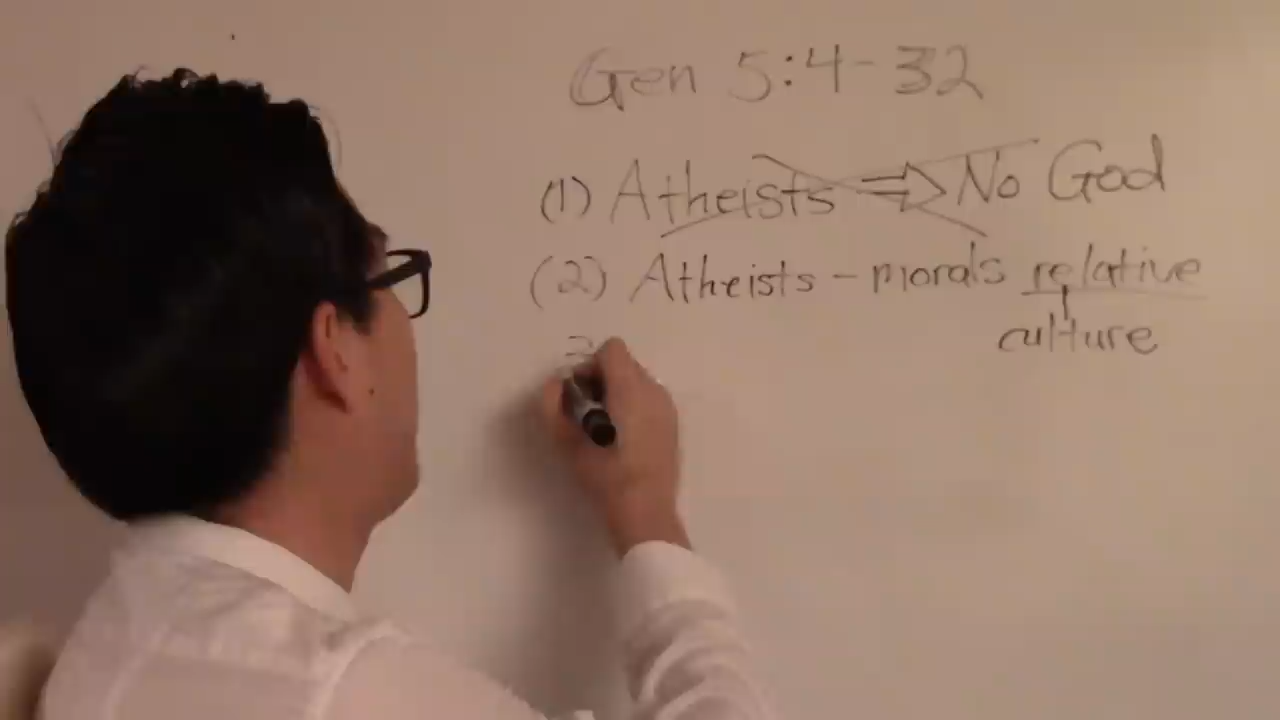 Gen 5:4-32
(1) Atheists ⇒ No God
(2) Atheists - morals relative
culture